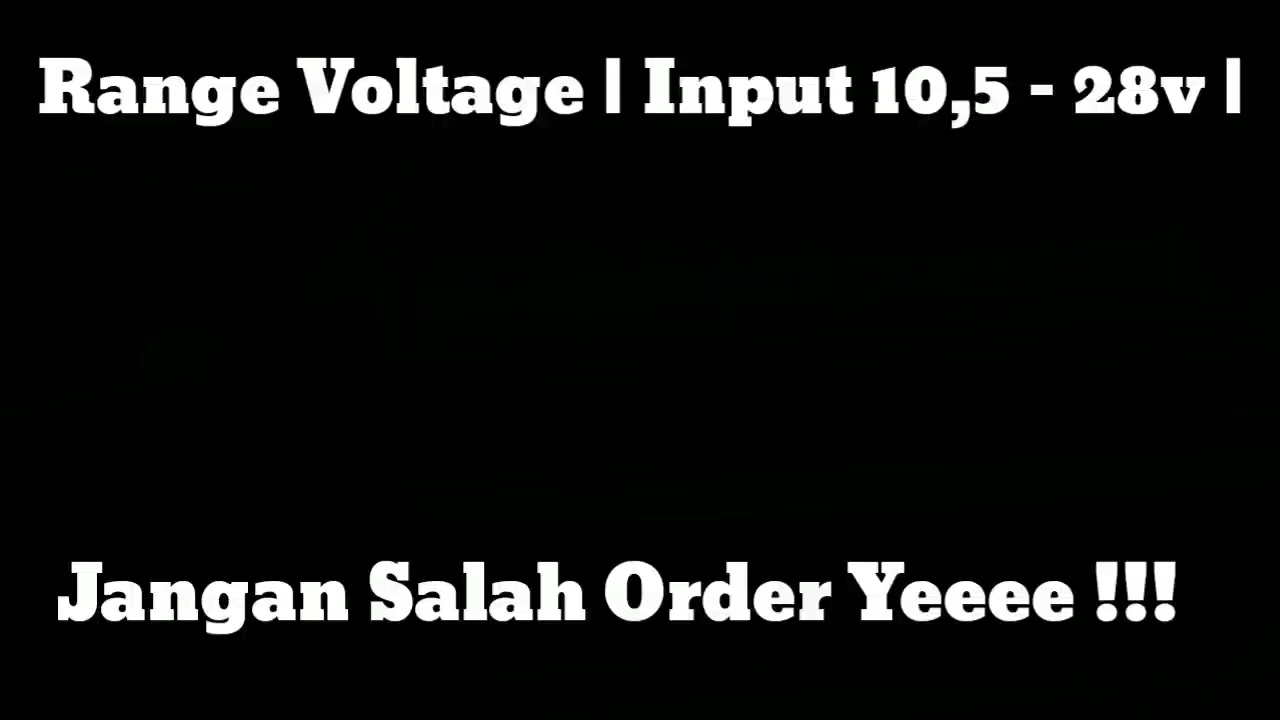 Range Voltage | Input 10,5 - 28v |
Jangan Salah Order Yeeee !!!